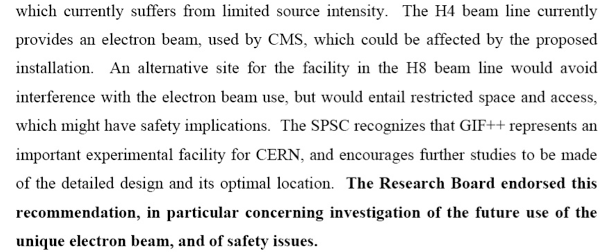 which currently suffers from limited source intensity. The H4 beam line currently
provides an electron beam, used by CMS, which could be affected by the proposed
installation. An alternative site for the facility in the H8 beam line would avoid
interference with the electron beam use, but would entail restricted space and access,
which might have safety implications. The SPSC recognizes that GIF++ represents an
important experimental facility for CERN, and encourages further studies to be made
of the detailed design and its optimal location. The Research Board endorsed this
recommendation, in particular concerning investigation of the future use of the
unique electron beam, and of safety issues.